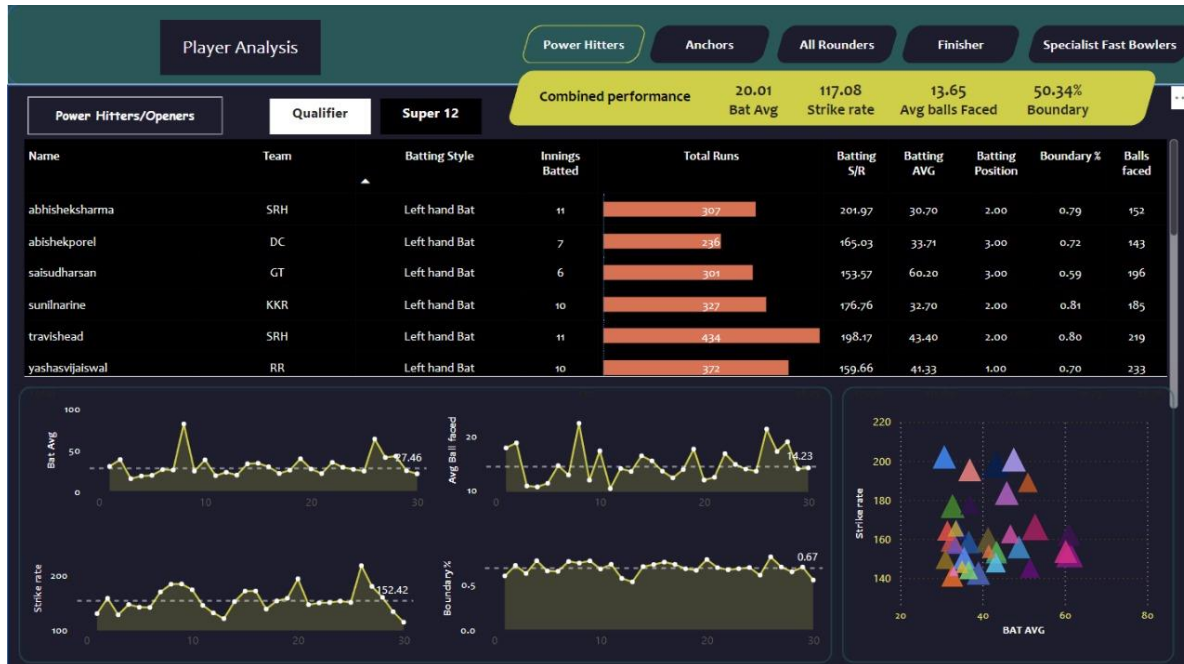 Player Analysis
Power Hitters
Anchors
All Rounders
Finisher
Specialist Fast Bowlers
Combined performance
20.01 117.08 13.65 50.34%
Bat Avg Strike rate Avg balls Faced Boundary
Power Hitters/Openers
Qualifier
Super 12
Name Team Batting Style Innings Batted Total Runs Batting S/R Batting AVG Batting Position Boundary % Balls faced
abhisheksharma SRH Left hand Bat 11 307 201.97 30.70 2.00 0.79 152
abishekporel DC Left hand Bat 7 236 165.03 33.71 3.00 0.72 143
saisudharsan GT Left hand Bat 6 301 153.57 60.20 3.00 0.59 196
sunilnarine KKR Left hand Bat 10 327 176.76 32.70 2.00 0.81 185
travishead SRH Left hand Bat 11 434 198.17 43.40 2.00 0.80 219
yashasvijaiswal RR Left hand Bat 10 372 159.66 41.33 1.00 0.70 233
Bat Avg
100
50
0
27.46
0 10 20 30
Avg Ball faced
20
10
14.23
0 10 20 30
Strike rate
200
100
152.42
0 10 20 30
Boundary %
0.5
0.0
0.67
0 10 20 30
Strike rate
220
200
180
160
140
20 40 60 80
BAT AVG